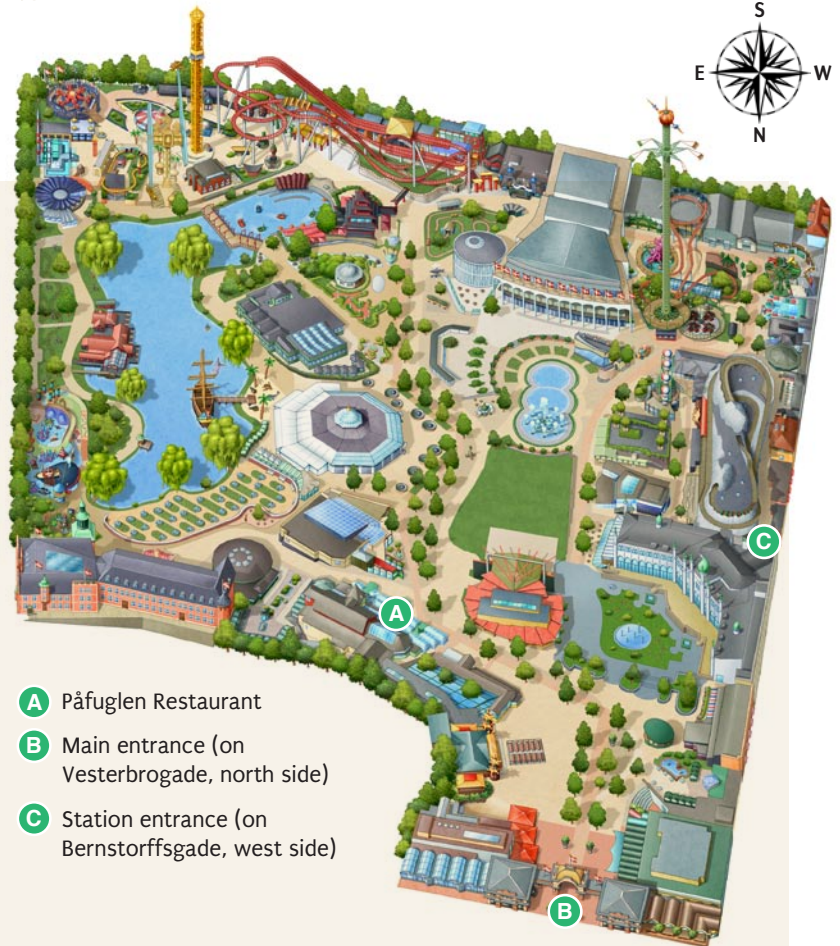 S
E W
N
C
A
B
A Påfuglen Restaurant
B Main entrance (on
Vesterbrogade, north side)
C Station entrance (on
Bernstorffsgade, west side)